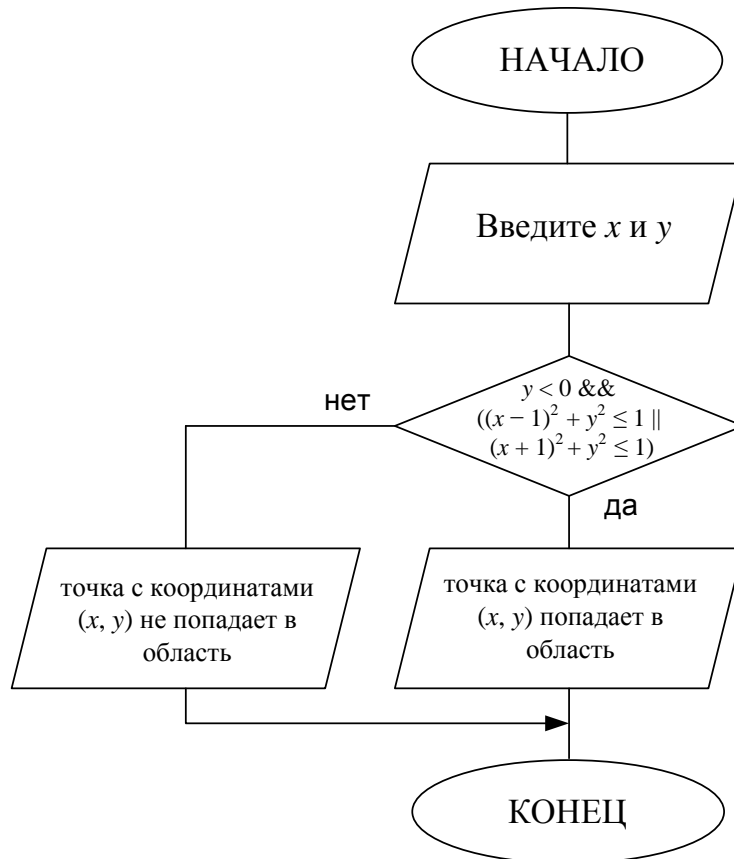 НАЧАЛО
Введите x и y
y < 0 &&
((x − 1)² + y² ≤ 1 ||
(x + 1)² + y² ≤ 1)
нет
да
точка с координатами
(x, y) не попадает в
область
точка с координатами
(x, y) попадает в
область
КОНЕЦ